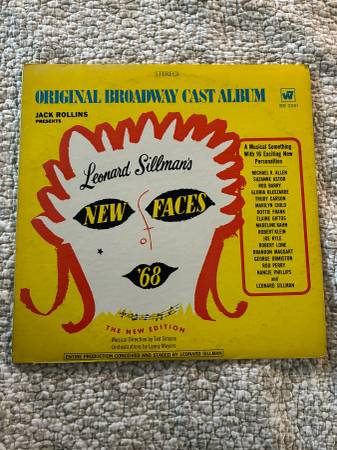 STEREO
ORIGINAL BROADWAY CAST ALBUM
W
JACK ROLLINS
PRESENTS
Leonard Sillman's
NEW FACES
of
'68
THE NEW EDITION
Musical Direction by Ted Simons
Orchestrations by Lanny Meyers
ENTIRE PRODUCTION CONCEIVED AND STAGED BY LEONARD SILLMAN
A Musical Something
With 16 Exciting New
Personalities
MICHAEL K. ALLEN
SUZANNE ASTOR
ROD BARRY
GLORIA BLEEZARDE
TRUDY CARSON
MARILYN CHILD
DOTTIE FRANK
ELAINE GIFTOS
MADELINE KAHN
ROBERT KLEIN
JOE KYLE
ROBERT LONE
BRANDON MAGGART
GEORGE ORMISTON
ROD PERRY
NANCIE PHILLIPS
and
LEONARD SILLMAN